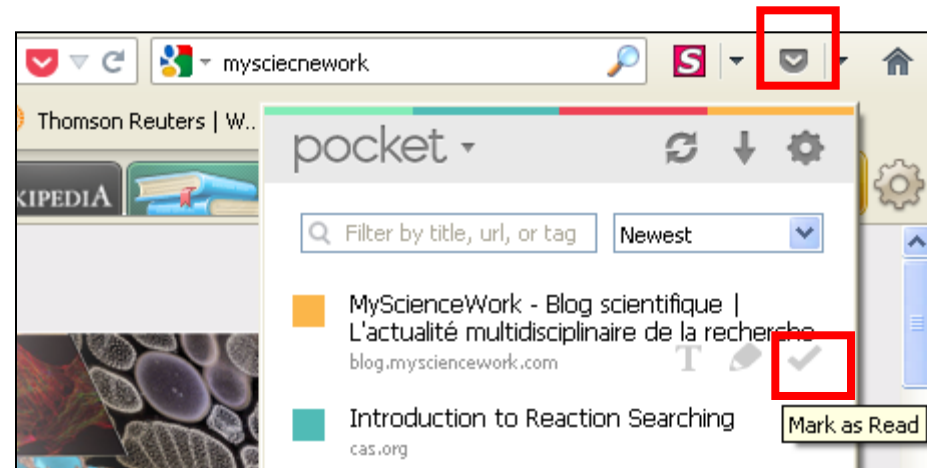 mysciecnework
S
Thomson Reuters | W..
pocket
KIPEDIA
Filter by title, url, or tag
Newest
MyScienceWork - Blog scientifique |
L'actualité multidisciplinaire de la recherche
blog.mysciencework.com
T
Introduction to Reaction Searching
Mark as Read
cas.org